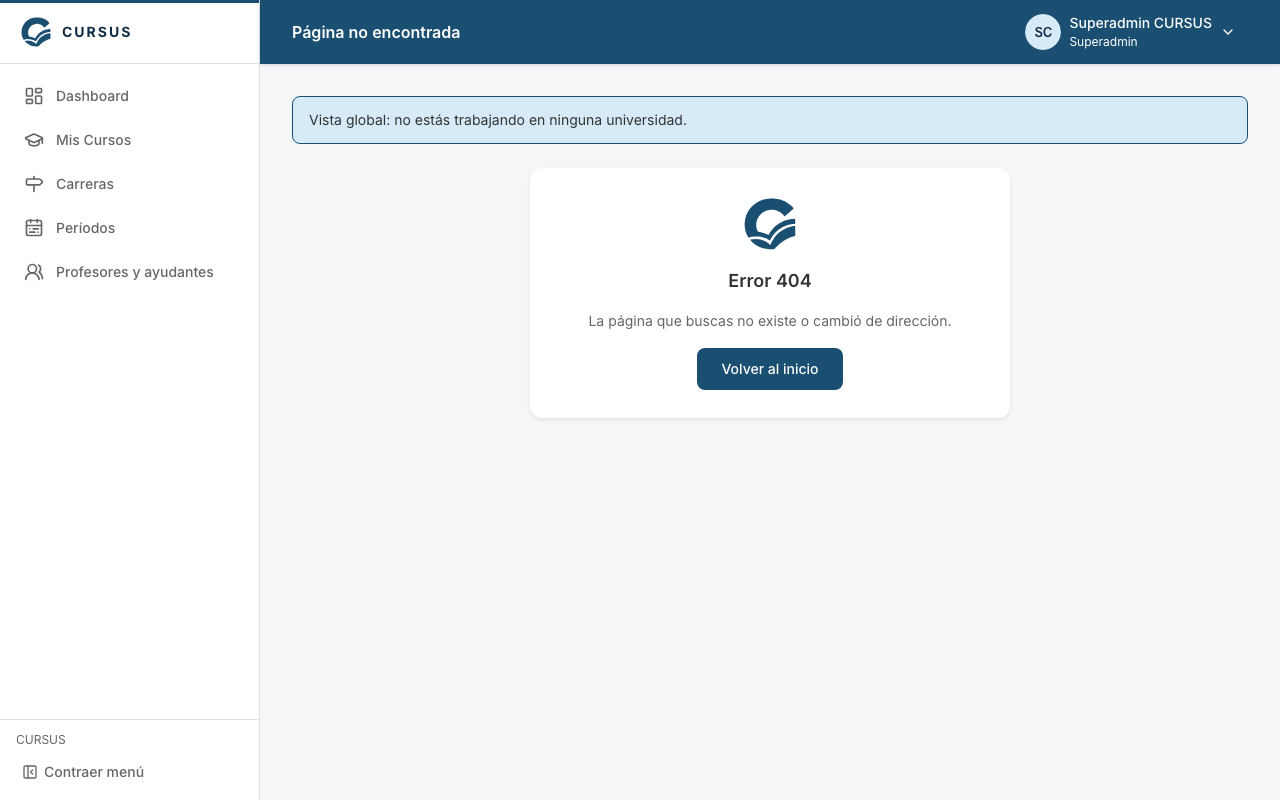 CURSUS
Página no encontrada
SC
Superadmin CURSUS
Superadmin
Dashboard
Mis Cursos
Carreras
Períodos
Profesores y ayudantes
Vista global: no estás trabajando en ninguna universidad.
Error 404
La página que buscas no existe o cambió de dirección.
Volver al inicio
CURSUS
Contraer menú